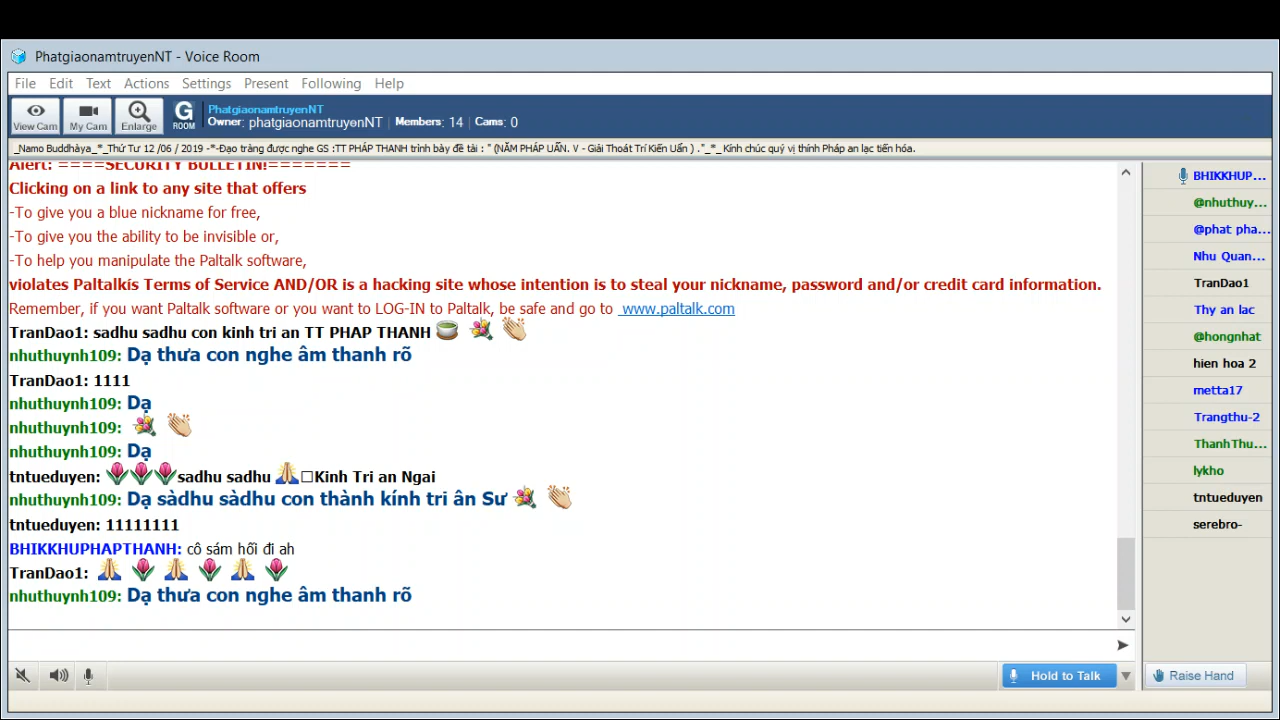 PhatgiaonamtruyenNT - Voice Room
File Edit Text Actions Settings Present Following Help
View Cam My Cam Enlarge G ROOM
PhatgiaonamtruyenNT
Owner: phatgiaonamtruyenNT Members: 14 Cams: 0
_Namo Buddhàya_*_Thứ Tư 12 /06 / 2019 -*-Đạo tràng được nghe GS :TT PHÁP THANH trình bày đề tài : " (NĂM PHÁP UẨN. V - Giải Thoát Trí Kiến Uẩn ) ."_*_ Kính chúc quý vị thính Pháp an lạc tiến hóa.
Alert: ====SECURITY BULLETIN!=======
Clicking on a link to any site that offers
-To give you a blue nickname for free,
-To give you the ability to be invisible or,
-To help you manipulate the Paltalk software,
violates Paltalkís Terms of Service AND/OR is a hacking site whose intention is to steal your nickname, password and/or credit card information.
Remember, if you want Paltalk software or you want to LOG-IN to Paltalk, be safe and go to www.paltalk.com
TranDao1: sadhu sadhu con kinh tri an TT PHAP THANH
nhuthuynh109: Dạ thưa con nghe âm thanh rõ
TranDao1: 1111
nhuthuynh109: Dạ
nhuthuynh109:
nhuthuynh109: Dạ
tntueduyen: sadhu sadhu Kinh Tri an Ngai
nhuthuynh109: Dạ sàdhu sàdhu con thành kính tri ân Sư
tntueduyen: 11111111
BHIKKHUPHAPTHANH: cô sám hối đi ah
TranDao1:
nhuthuynh109: Dạ thưa con nghe âm thanh rõ
BHIKKHUP...
@nhuthuy...
@phat pha...
Nhu Quan...
TranDao1
Thy an lac
@hongnhat
hien hoa 2
metta17
Trangthu-2
ThanhThu...
lykho
tntueduyen
serebro-
Hold to Talk
Raise Hand